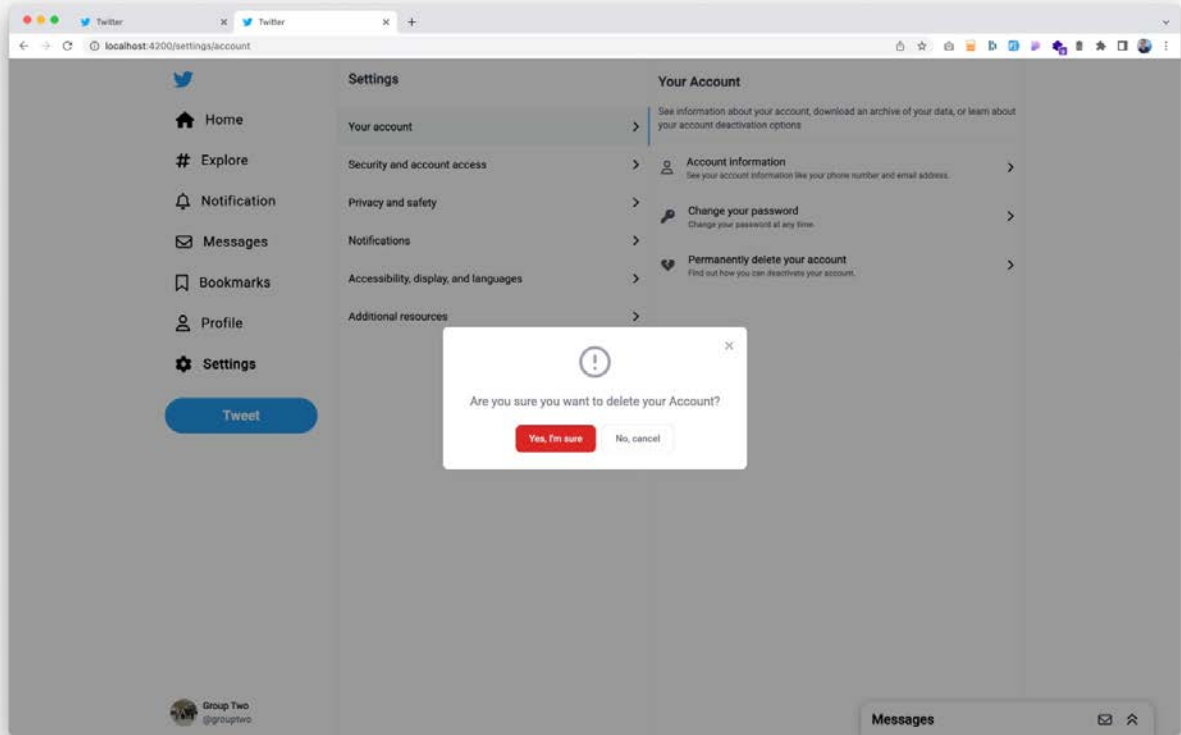 Twitter
Twitter
localhost:4200/settings/account
Home
Explore
Notification
Messages
Bookmarks
Profile
Settings
Tweet
Group Two
@grouptwo
Settings
Your account
Security and account access
Privacy and safety
Notifications
Accessibility, display, and languages
Additional resources
Your Account
See information about your account, download an archive of your data, or learn about
your account deactivation options
Account information
See your account information like your phone number and email address.
Change your password
Change your password at any time.
Permanently delete your account
Find out how you can deactivate your account.
Are you sure you want to delete your Account?
Yes, I'm sure
No, cancel
Messages